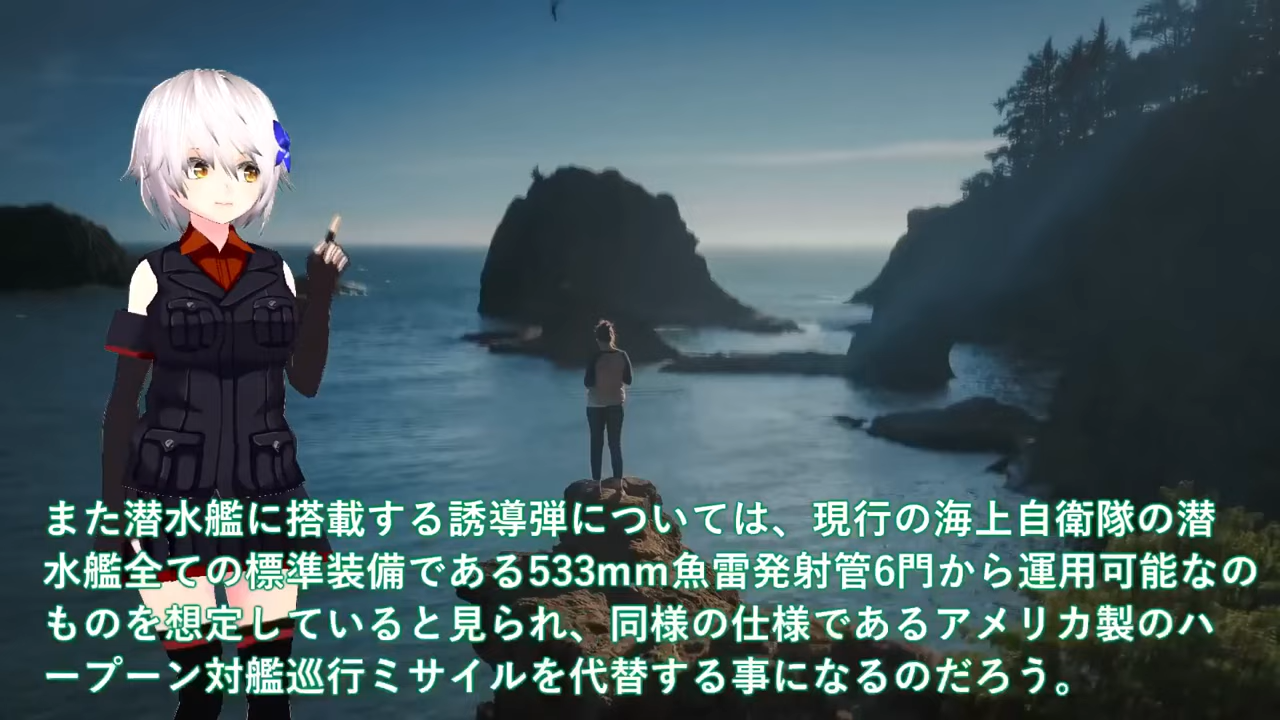 また潜水艦に搭載する誘導弾については、現行の海上自衛隊の潜
水艦全ての標準装備である533mm魚雷発射管6門から運用可能なの
ものを想定していると見られ、同様の仕様であるアメリカ製のハ
ープーン対艦巡行ミサイルを代替する事になるのだろう。